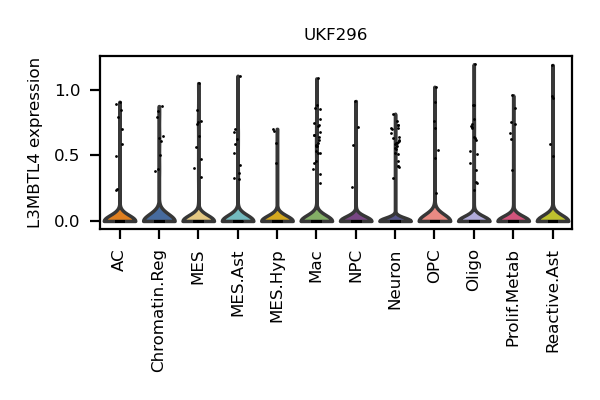 UKF296
L3MBTL4 expression
1.0
0.5
0.0
AC
Chromatin.Reg
MES
MES.Ast
MES.Hyp
Mac
NPC
Neuron
OPC
Oligo
Prolif.Metab
Reactive.Ast